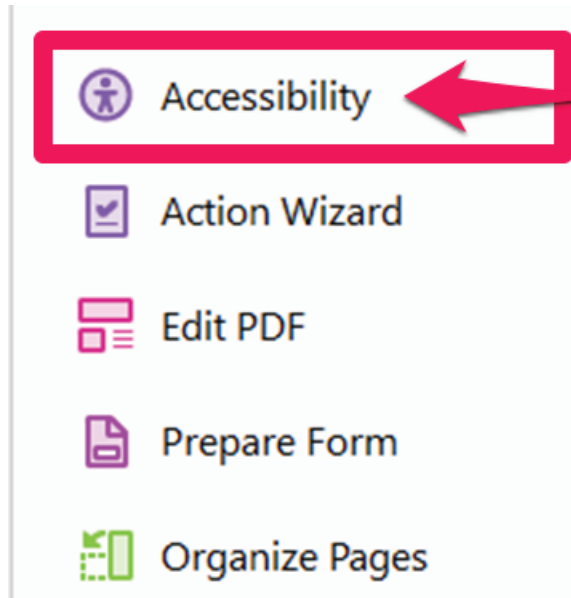 Accessibility
Action Wizard
Edit PDF
Prepare Form
Organize Pages